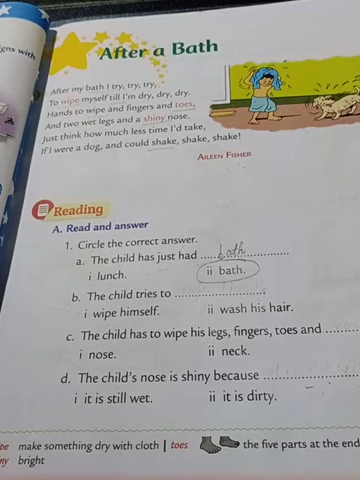 gns with
After a Bath
After my bath I try, try, try,
To wipe myself till I'm dry, dry, dry.
Hands to wipe and fingers and toes,
And two wet legs and a shiny nose.
Just think how much less time I'd take,
If I were a dog, and could shake, shake, shake!
AILEEN FISHER
Reading
A. Read and answer
1. Circle the correct answer.
a. The child has just had ....bath....
i lunch. ii bath.
b. The child tries to ....................
i wipe himself. ii wash his hair.
c. The child has to wipe his legs, fingers, toes and .........
i nose. ii neck.
d. The child's nose is shiny because ....................
i it is still wet. ii it is dirty.
pe make something dry with cloth | toes the five parts at the end
ny bright